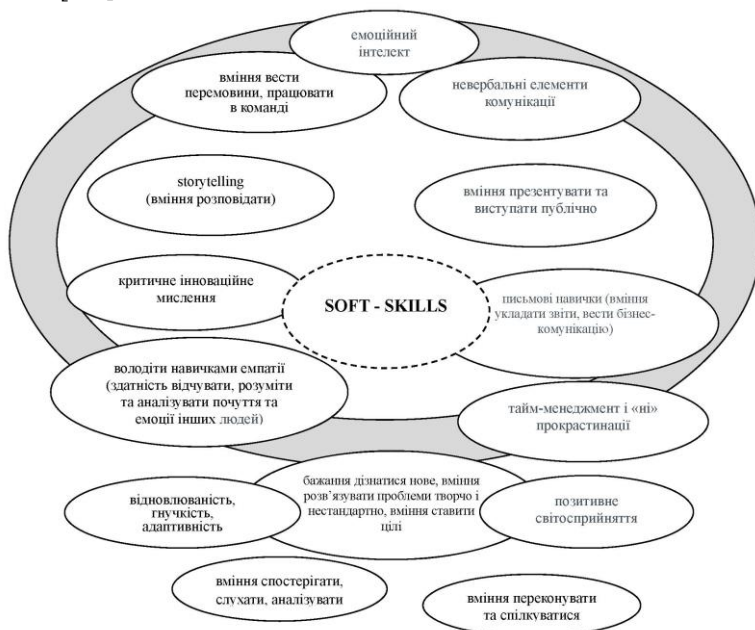 емоційний
інтелект
вміння вести
перемовини, працювати
в команді
невербальні елементи
комунікації
storytelling
(вміння розповідати)
вміння презентувати та
виступати публічно
критичне інноваційне
мислення
SOFT - SKILLS
письмові навички (вміння
укладати звіти, вести бізнес-
комунікацію)
володіти навичками емпатії
(здатність відчувати, розуміти
та аналізувати почуття та
емоції інших людей)
тайм-менеджмент і «ні»
прокрастинації
бажання дізнатися нове, вміння
розв’язувати проблеми творчо і
нестандартно, вміння ставити
цілі
відновлюваність,
гнучкість,
адаптивність
позитивне
світосприйняття
вміння спостерігати,
слухати, аналізувати
вміння переконувати
та спілкуватися